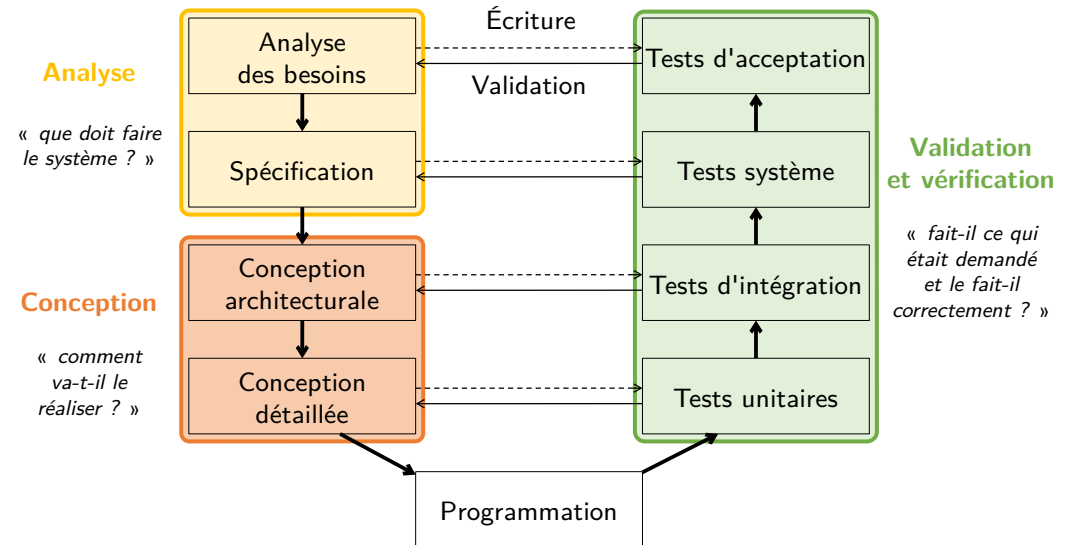 Écriture
Validation
Analyse
« que doit faire
le système ? »
Analyse
des besoins
Spécification
Conception
« comment
va-t-il le
réaliser ? »
Conception
architecturale
Conception
détaillée
Programmation
Tests d'acceptation
Tests système
Tests d'intégration
Tests unitaires
Validation
et vérification
« fait-il ce qui
était demandé
et le fait-il
correctement ? »